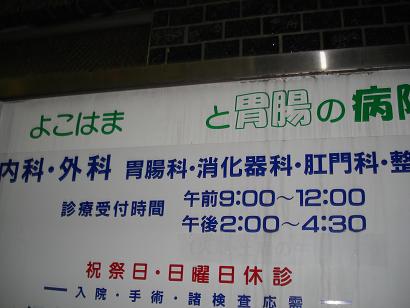 よこはま と胃腸の病院
内科・外科 胃腸科・消化器科・肛門科・整
診療受付時間 午前9:00～12:00
午後2:00～4:30
祝祭日・日曜日休診
入院・手術・諸検査応需